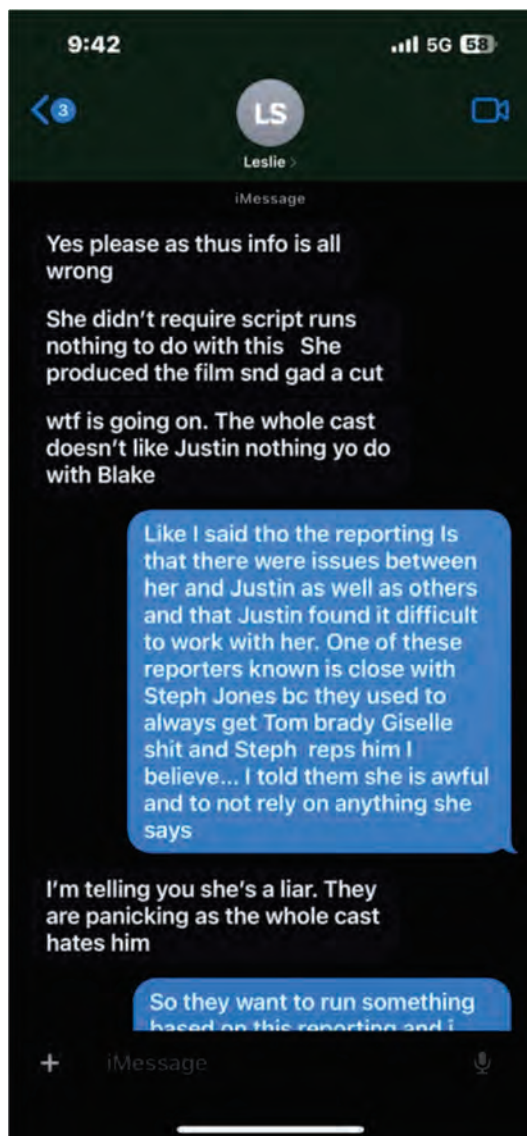 9:42
5G 58
3
LS
Leslie
iMessage
Yes please as thus info is all
wrong
She didn't require script runs
nothing to do with this   She
produced the film snd gad a cut
wtf is going on. The whole cast
doesn't like Justin nothing yo do
with Blake
Like I said tho the reporting Is
that there were issues between
her and Justin as well as others
and that Justin found it difficult
to work with her. One of these
reporters known is close with
Steph Jones bc they used to
always get Tom brady Giselle
shit and Steph  reps him I
believe... I told them she is awful
and to not rely on anything she
says
I'm telling you she's a liar. They
are panicking as the whole cast
hates him
So they want to run something
based on this reporting and i
iMessage